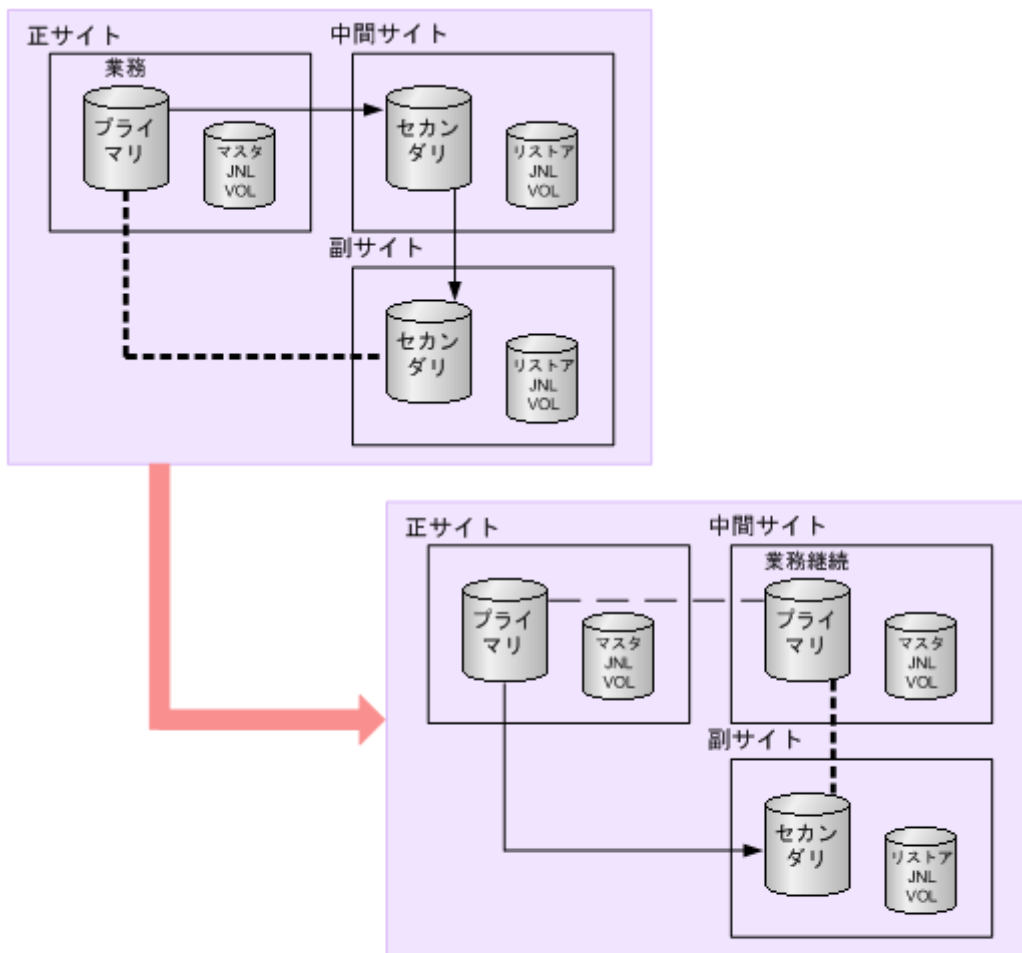 正サイト
中間サイト
業務
プライ
マリ
マスタ
JNL
VOL
セカン
ダリ
リストア
JNL
VOL
副サイト
セカン
ダリ
リストア
JNL
VOL
正サイト
中間サイト
業務継続
プライ
マリ
マスタ
JNL
VOL
プライ
マリ
マスタ
JNL
VOL
副サイト
セカン
ダリ
リストア
JNL
VOL